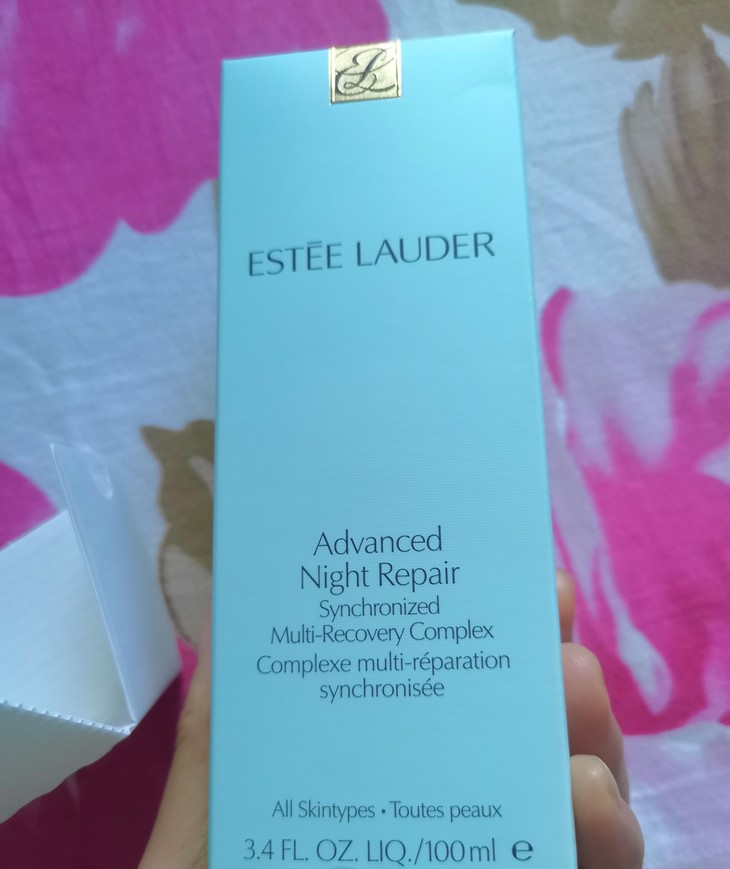 ESTĒE LAUDER
Advanced
Night Repair
Synchronized
Multi-Recovery Complex
Complexe multi-réparation
synchronisée
All Skintypes • Toutes peaux
3.4 FL. OZ. LIQ./100 ml ℮